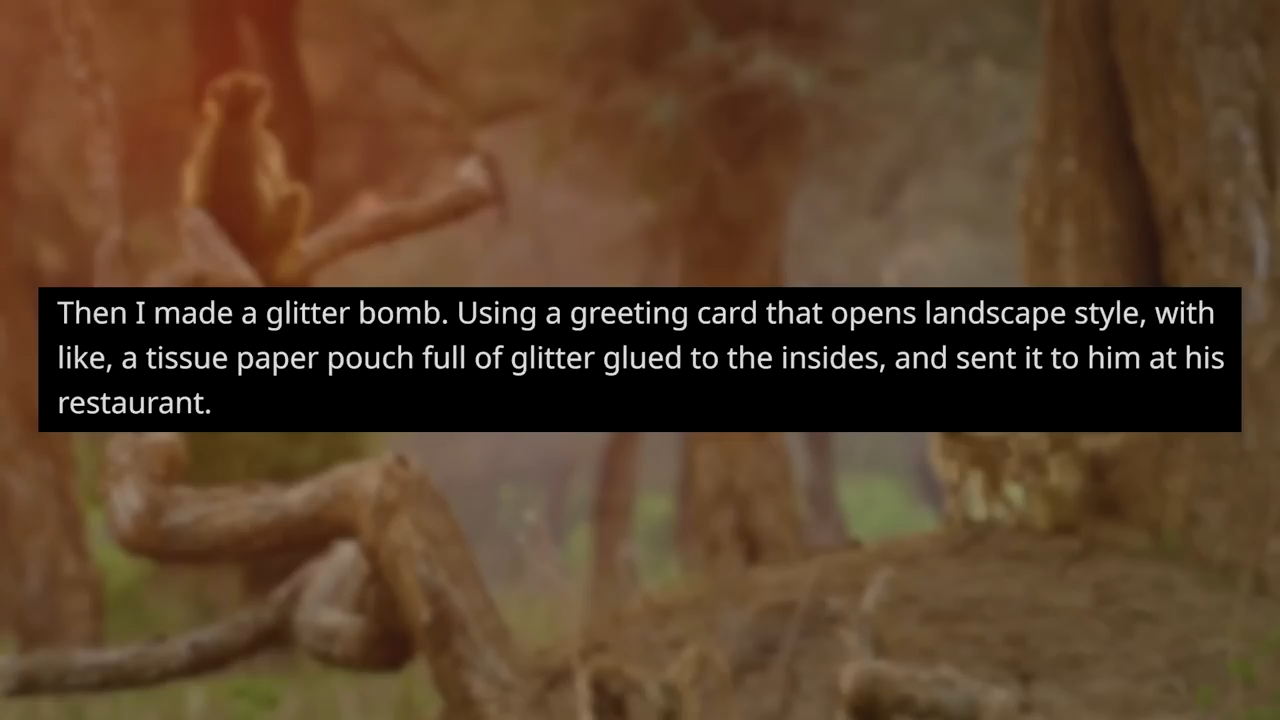 Then I made a glitter bomb. Using a greeting card that opens landscape style, with
like, a tissue paper pouch full of glitter glued to the insides, and sent it to him at his
restaurant.